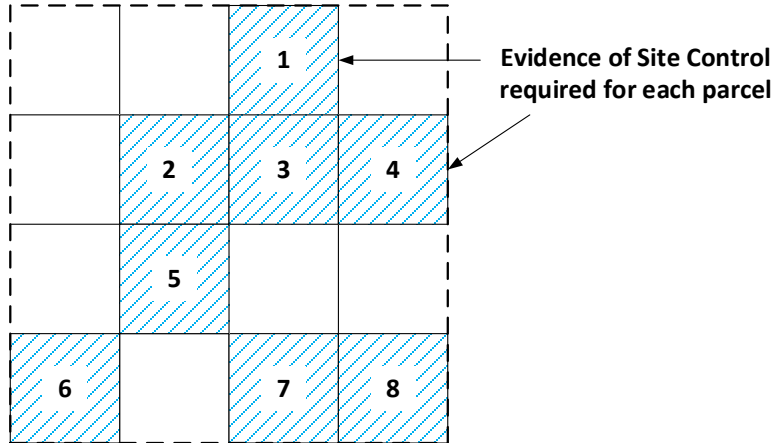 1
Evidence of Site Control
required for each parcel
2 3 4
5
6 7 8